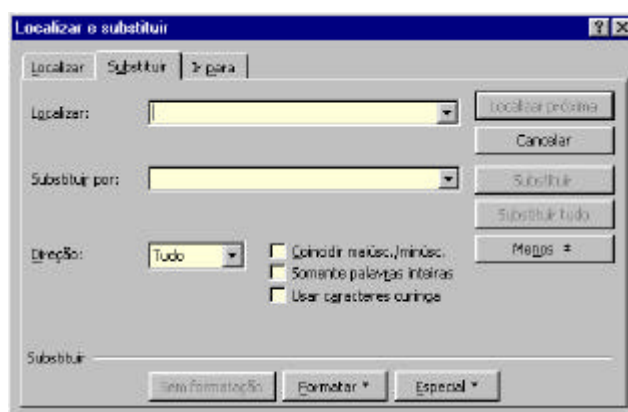 Localizar e substituir
Localizar Substituir Ir para
Localizar: Localizar próxima
Cancelar
Substituir por: Substituir
Substituir tudo
Direção: Tudo Coincidir maiúsc./minúsc. Menos
Somente palavras inteiras
Usar caracteres curinga
Substituir
Sem formatação Formatar Especial